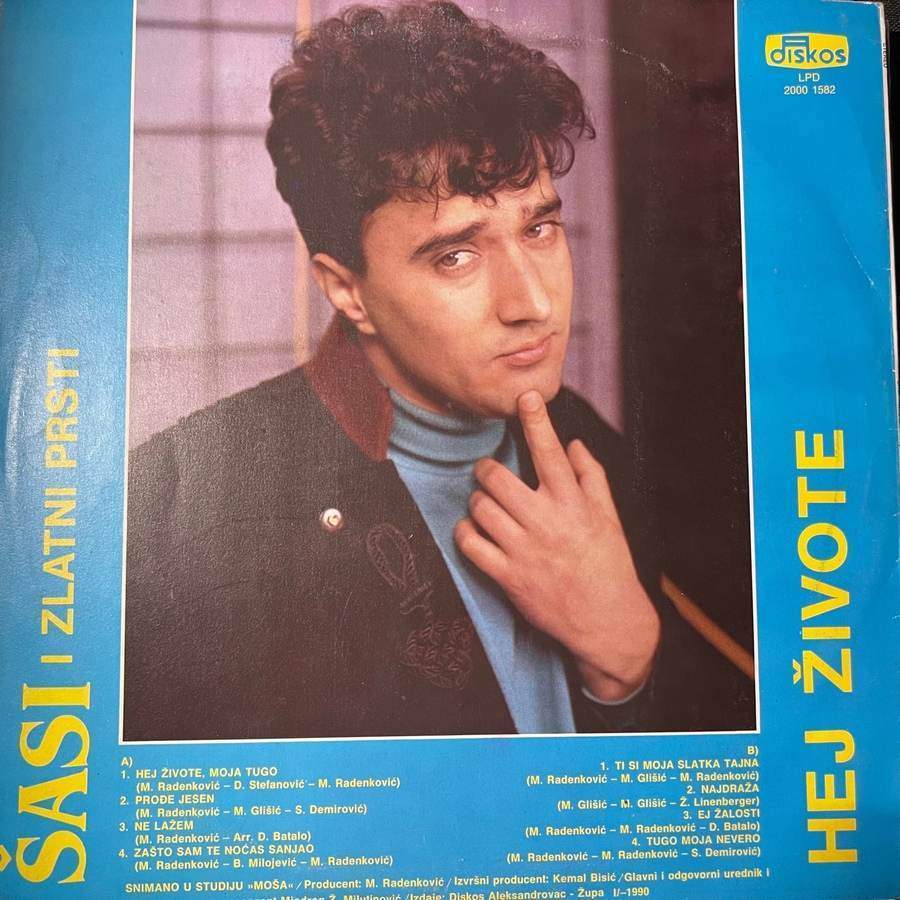 diskos
LPD
2000 1582
ŠASI I ZLATNI PRSTI
HEJ ŽIVOTE
A)
1. HEJ ŽIVOTE, MOJA TUGO
(M. Radenković – D. Stefanović – M. Radenković)
2. PROĐE JESEN
(M. Radenković – M. Glišić – S. Demirović)
3. NE LAŽEM
(M. Radenković – Arr. D. Batalo)
4. ZAŠTO SAM TE NOĆAS SANJAO
(M. Radenković – B. Milojević – M. Radenković)
B)
1. TI SI MOJA SLATKA TAJNA
(M. Radenković – M. Glišić – M. Radenković)
2. NAJDRAŽA
(M. Glišić – M. Glišić – Ž. Linenberger)
3. EJ ŽALOSTI
(M. Radenković – M. Radenković – D. Batalo)
4. TUGO MOJA NEVERO
(M. Radenković – M. Radenković – S. Demirović)
SNIMANO U STUDIJU »MOŠA« / Producent: M. Radenković / Izvršni producent: Kemal Bisić / Glavni i odgovorni urednik i
Miodrag Ž. Milutinović / Izdaje: Diskos Aleksandrovac – Župa I/–1990